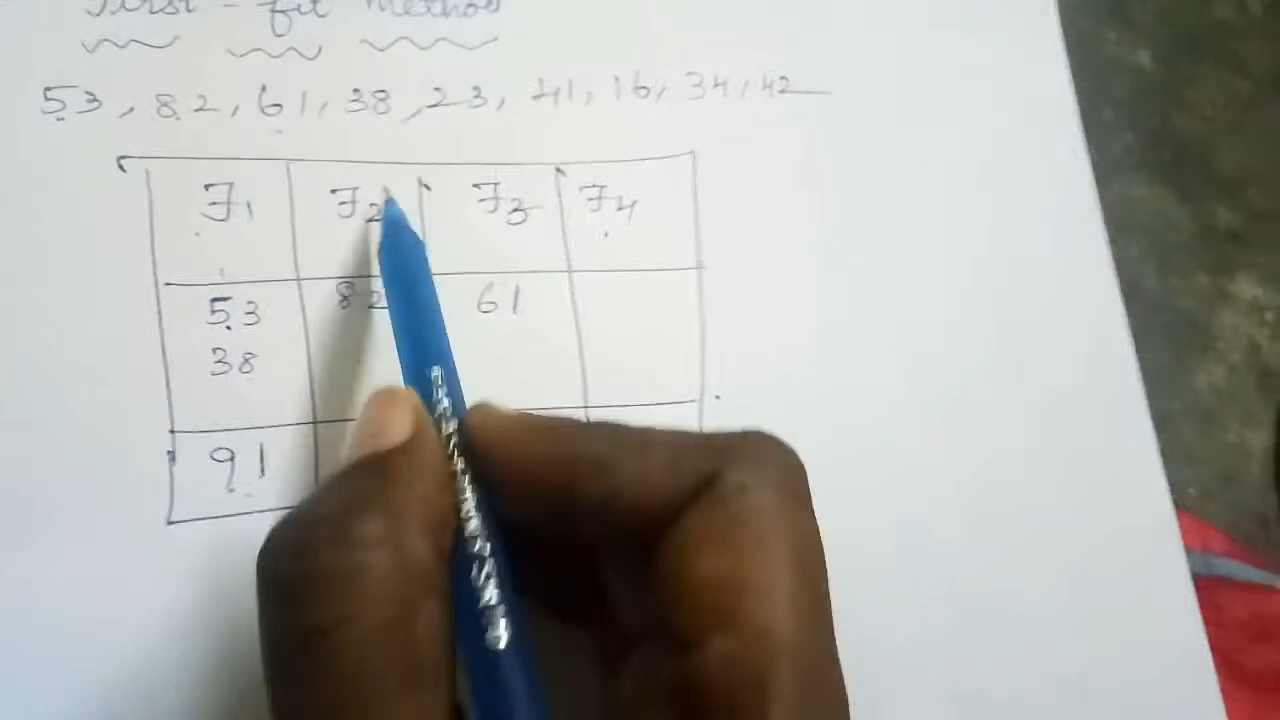 First - fit Method
53, 82, 61, 38, 23, 41, 16, 34, 42
F1 F2 F3 F4
53 82 61
38
91